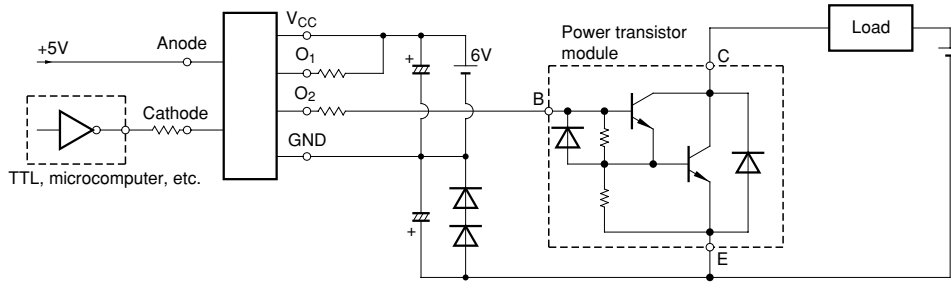 +5V
Anode
Cathode
TTL, microcomputer, etc.
VCC
O1
O2
GND
+
+
6V
Power transistor
module
B
C
E
Load